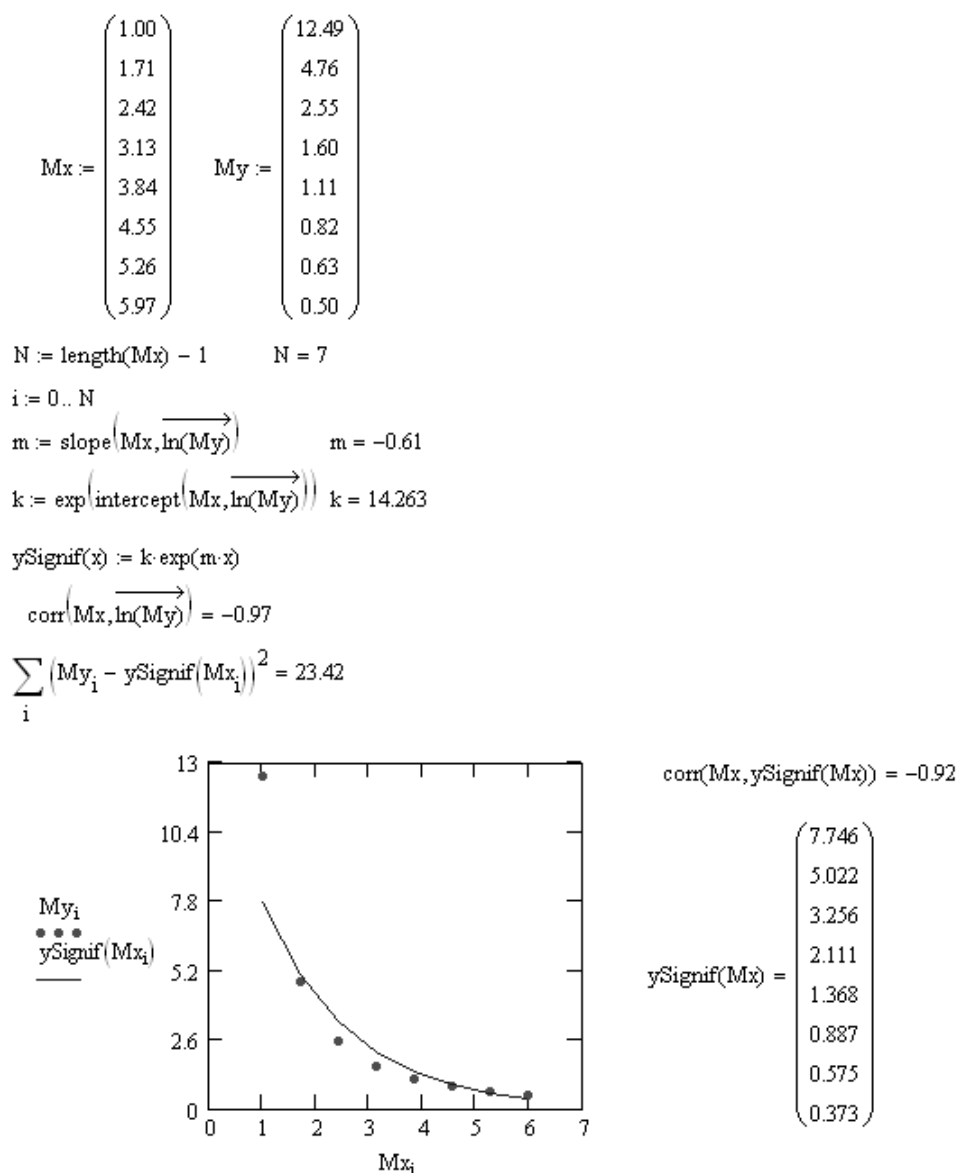 Mx := ( 1.00 1.71 2.42 3.13 3.84 4.55 5.26 5.97 )
My := ( 12.49 4.76 2.55 1.60 1.11 0.82 0.63 0.50 )
N := length(Mx) − 1 N = 7
i := 0.. N
m := slope(Mx,ln(My)) m = −0.61
k := exp(intercept(Mx,ln(My))) k = 14.263
ySignif(x) := k·exp(m·x)
corr(Mx,ln(My)) = −0.97
∑ᵢ (Myᵢ − ySignif(Mxᵢ))² = 23.42
Myᵢ
ySignif(Mxᵢ)
13
10.4
7.8
5.2
2.6
0
0 1 2 3 4 5 6 7
Mxᵢ
corr(Mx,ySignif(Mx)) = −0.92
ySignif(Mx) = ( 7.746 5.022 3.256 2.111 1.368 0.887 0.575 0.373 )